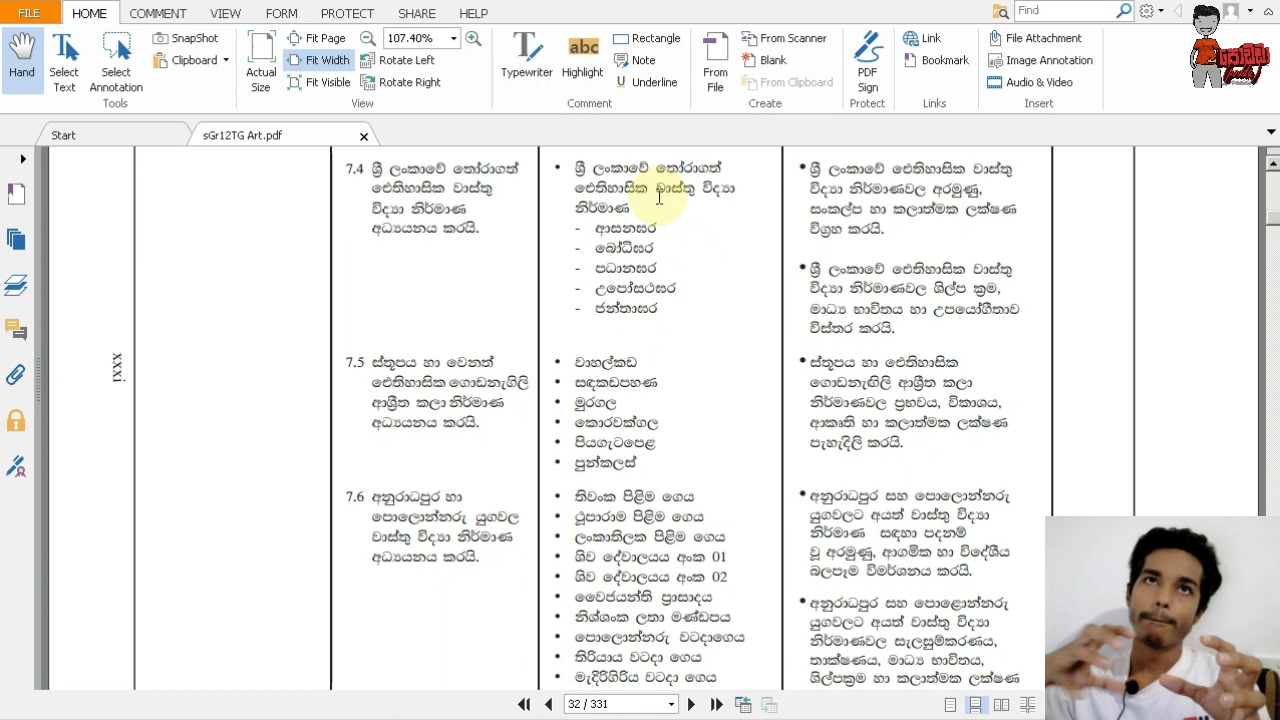 FILE HOME COMMENT VIEW FORM PROTECT SHARE HELP Find
Hand
Select Text
Select Annotation
SnapShot
Clipboard
Tools
Actual Size
Fit Page
Fit Width
Fit Visible
107.40%
Rotate Left
Rotate Right
View
Typewriter
abc
Highlight
Rectangle
Note
Underline
Comment
From File
From Scanner
Blank
From Clipboard
Create
PDF Sign
Protect
Link
Bookmark
Links
File Attachment
Image Annotation
Audio & Video
Insert
Start
sGr12TG Art.pdf
xxxi
7.4 ශ්‍රී ලංකාවේ තෝරාගත්
ඓතිහාසික වාස්තු
විද්‍යා නිර්මාණ
අධ්‍යයනය කරයි.
• ශ්‍රී ලංකාවේ තෝරාගත්
ඓතිහාසික වාස්තු විද්‍යා
නිර්මාණ
- ආසනඝර
- බෝධිඝර
- පධානඝර
- උපෝසථඝර
- ජන්තාඝර
• ශ්‍රී ලංකාවේ ඓතිහාසික වාස්තු
විද්‍යා නිර්මාණවල අරමුණු,
සංකල්ප හා කලාත්මක ලක්ෂණ
විග්‍රහ කරයි.
• ශ්‍රී ලංකාවේ ඓතිහාසික වාස්තු
විද්‍යා නිර්මාණවල ශිල්ප ක්‍රම,
මාධ්‍ය භාවිතය හා උපයෝගීතාව
විස්තර කරයි.
7.5 ස්තූපය හා වෙනත්
ඓතිහාසික ගොඩනැගිලි
ආශ්‍රිත කලා නිර්මාණ
අධ්‍යයනය කරයි.
• වාහල්කඩ
• සඳකඩපහණ
• මුරගල
• කොරවක්ගල
• පියගැටපෙළ
• පුන්කලස්
• ස්තූපය හා ඓතිහාසික
ගොඩනැඟිලි ආශ්‍රිත කලා
නිර්මාණවල ප්‍රභවය, විකාශය,
ආකෘති හා කලාත්මක ලක්ෂණ
පැහැදිලි කරයි.
7.6 අනුරාධපුර හා
පොලොන්නරු යුගවල
වාස්තු විද්‍යා නිර්මාණ
අධ්‍යයනය කරයි.
• තිවංක පිළිම ගෙය
• ථූපාරාම පිළිම ගෙය
• ලංකාතිලක පිළිම ගෙය
• ශිව දේවාලයය අංක 01
• ශිව දේවාලයය අංක 02
• වෛජයන්ති ප්‍රාසාදය
• නිශ්ශංක ලතා මණ්ඩපය
• පොලොන්නරු වටදාගෙය
• තිරියාය වටදා ගෙය
• මැදිරිගිරිය වටදා ගෙය
• අනුරාධපුර සහ පොලොන්නරු
යුගවලට අයත් වාස්තු විද්‍යා
නිර්මාණ සඳහා පදනම්
වූ අරමුණු, ආගමික හා විදේශීය
බලපෑම විමර්ශනය කරයි.
• අනුරාධපුර සහ පොළොන්නරු
යුගවලට අයත් වාස්තු විද්‍යා
නිර්මාණවල සැලසුම්කරණය,
තාක්ෂණය, මාධ්‍ය භාවිතය,
ශිල්පක්‍රම හා කලාත්මක ලක්ෂණ
32 / 331